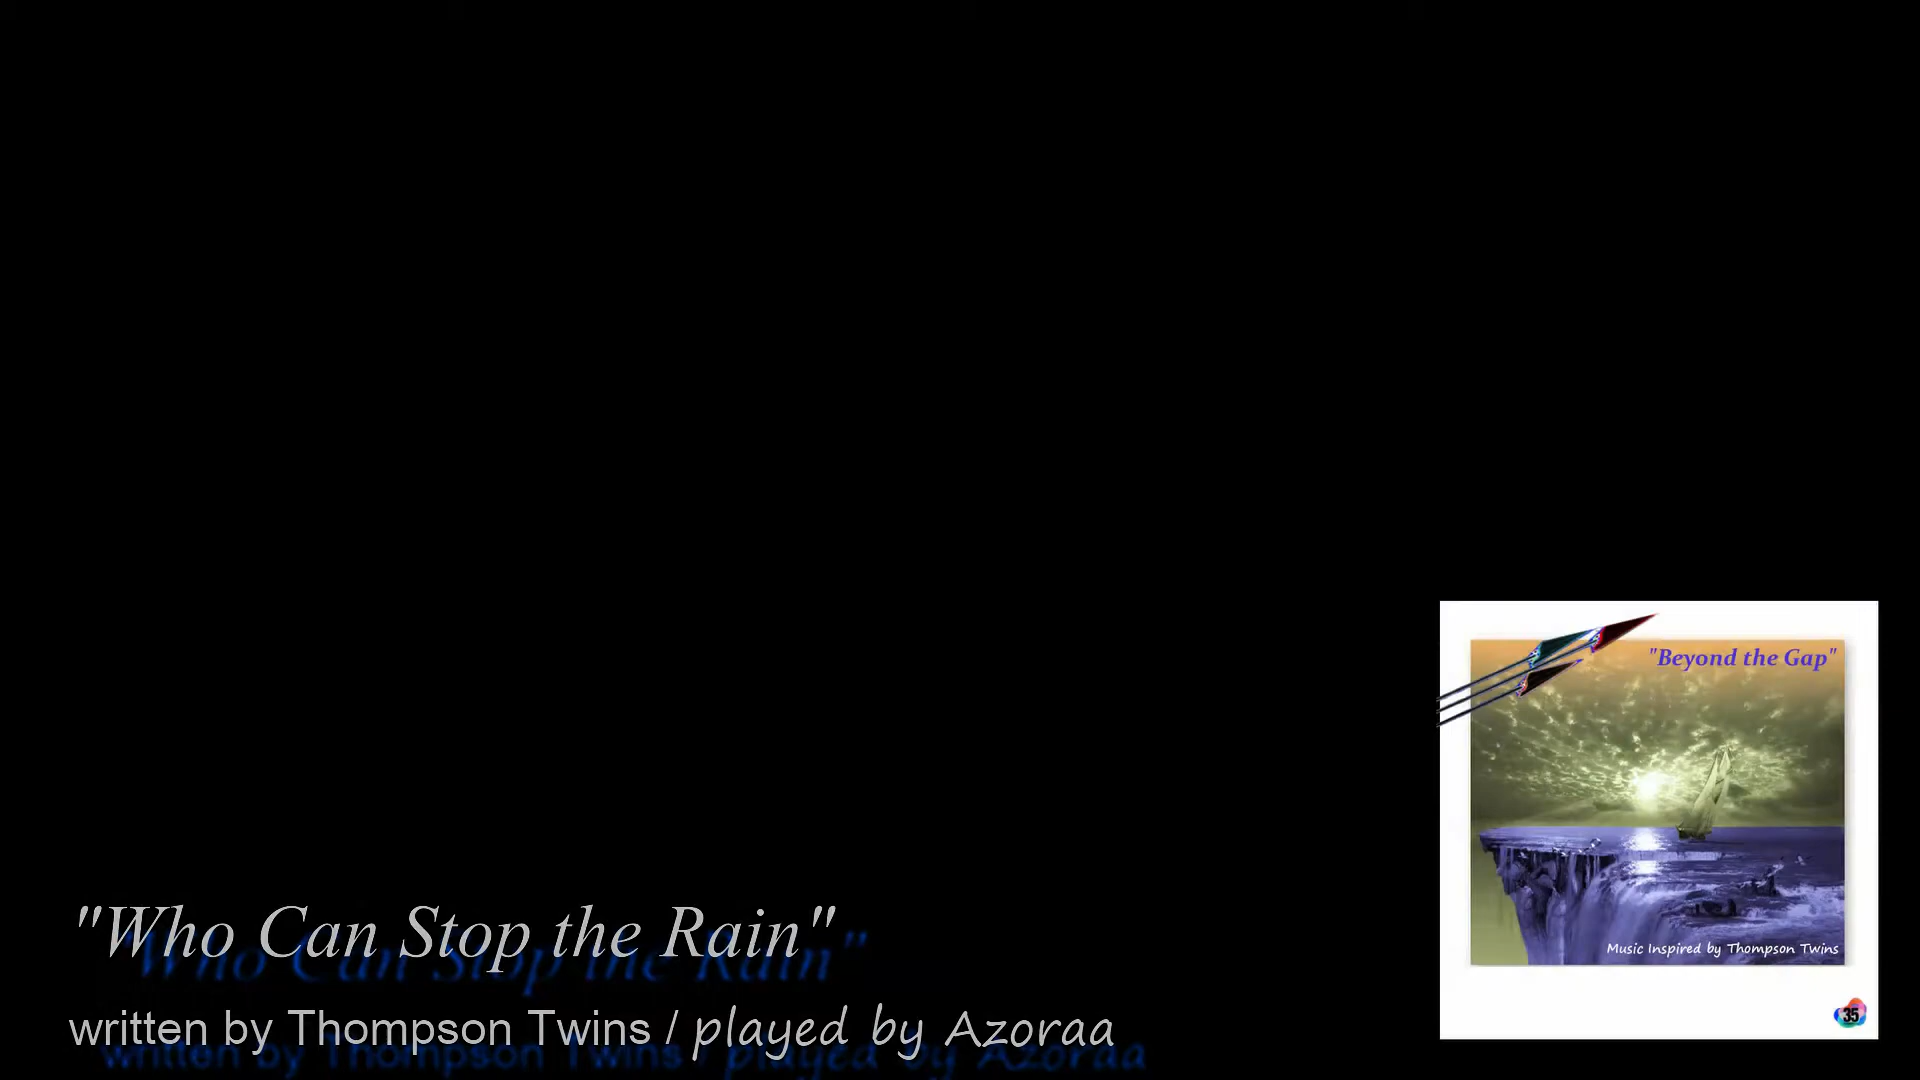 "Beyond the Gap"
Music Inspired by Thompson Twins
35
"Who Can Stop the Rain"
written by Thompson Twins / played by Azoraa